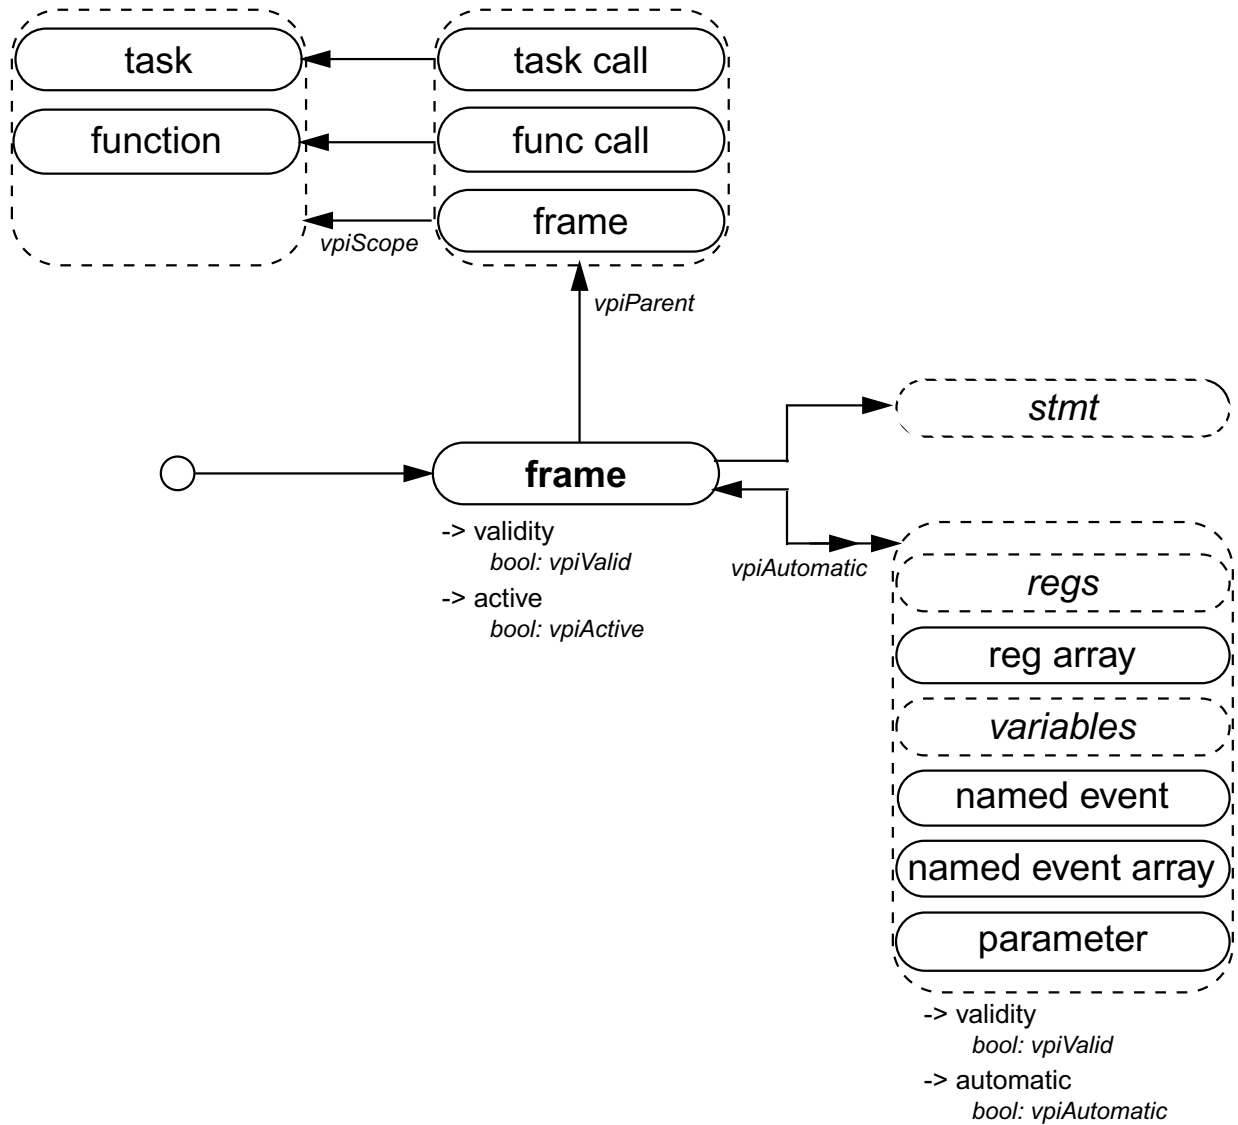 task
task call
function
func call
frame
vpiScope
vpiParent
stmt
frame
-> validity
bool: vpiValid
-> active
bool: vpiActive
vpiAutomatic
regs
reg array
variables
named event
named event array
parameter
-> validity
bool: vpiValid
-> automatic
bool: vpiAutomatic